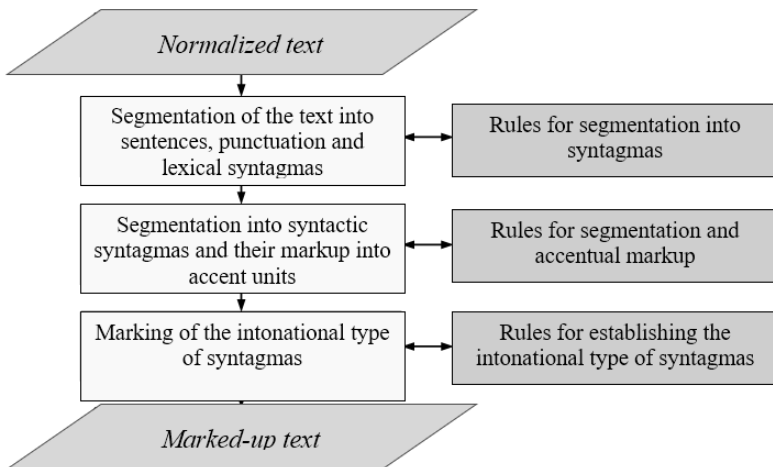 Normalized text
Segmentation of the text into
sentences, punctuation and
lexical syntagmas
Rules for segmentation into
syntagmas
Segmentation into syntactic
syntagmas and their markup into
accent units
Rules for segmentation and
accentual markup
Marking of the intonational type
of syntagmas
Rules for establishing the
intonational type of syntagmas
Marked-up text